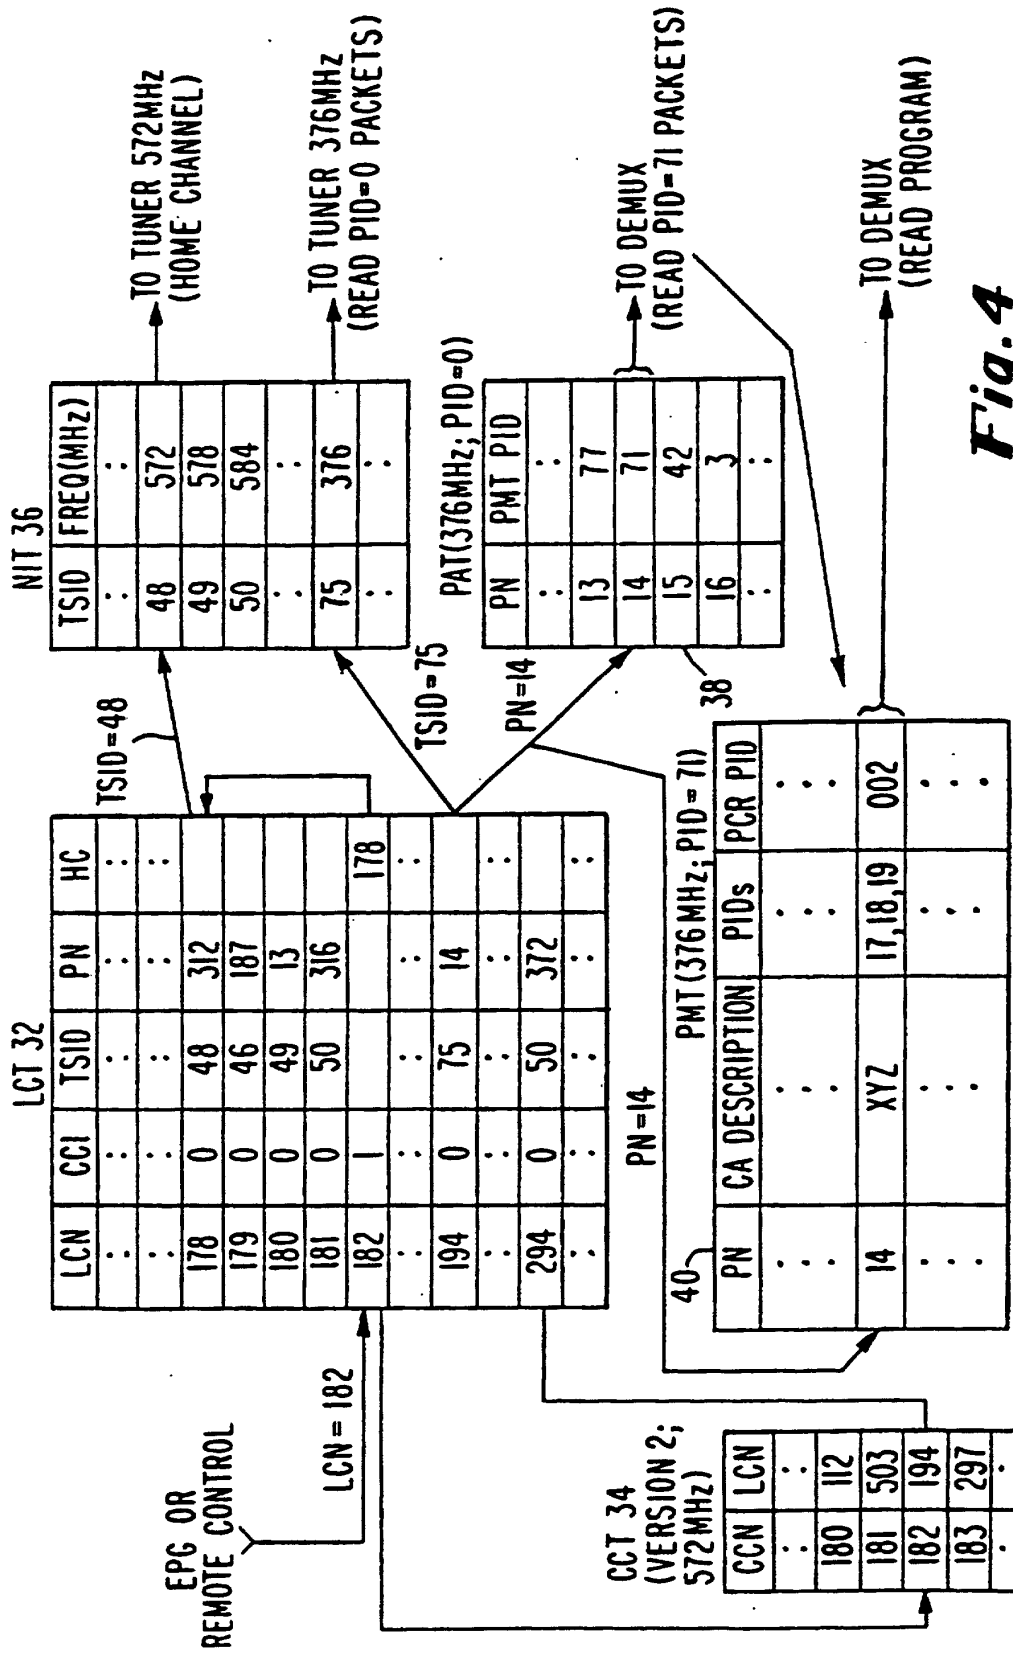 EPG OR
REMOTE CONTROL
LCN = 182
LCT 32
LCN CCI TSID PN HC
.. .. .. .. ..
.. .. .. .. ..
178 0 48 312
179 0 46 187
180 0 49 13
181 0 50 316
182 1 178
.. .. .. .. ..
194 0 75 14
.. .. .. .. ..
294 0 50 372
.. .. .. .. ..
TSID=48
TSID=75
PN=14
NIT 36
TSID FREQ(MHz)
.. ..
48 572
49 578
50 584
.. ..
75 376
.. ..
TO TUNER 572MHz
(HOME CHANNEL)
TO TUNER 376MHz
(READ PID=0 PACKETS)
CCT 34
(VERSION 2;
572MHz)
CCN LCN
.. ..
180 112
181 503
182 194
183 297
. .
PN=14
PAT(376MHz; PID=0)
PN PMT PID
.. ..
13 77
14 71
15 42
16 3
.. ..
38
TO DEMUX
(READ PID=71 PACKETS)
PMT(376MHz; PID=71)
40
PN CA DESCRIPTION PIDs PCR PID
... ... ... ...
14 XYZ 17,18,19 002
... ... ... ...
TO DEMUX
(READ PROGRAM)
Fig. 4